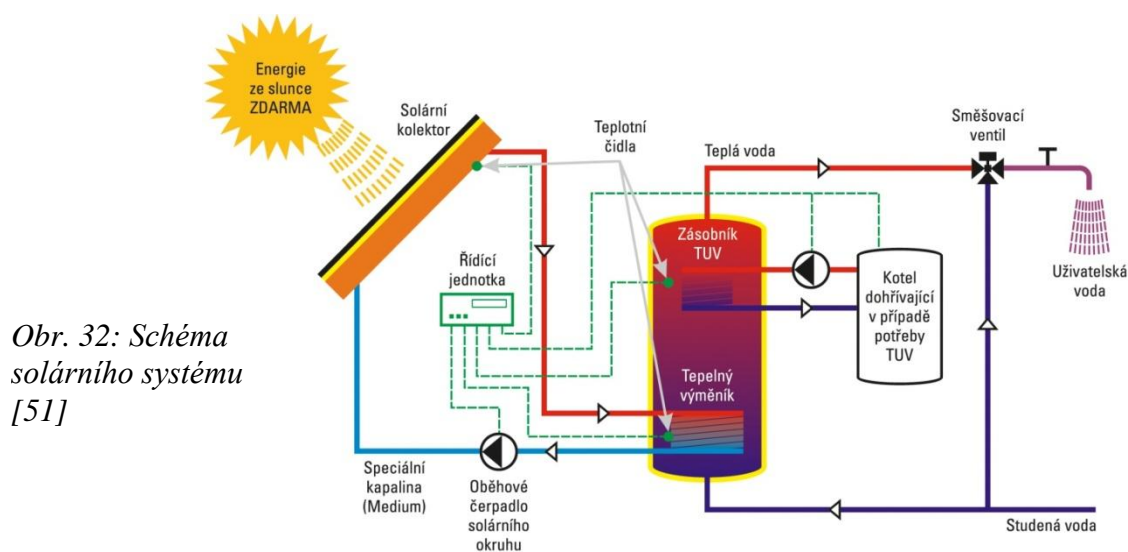 Energie
ze slunce
ZDARMA
Solární
kolektor
Teplotní
čidla
Teplá voda
Směšovací
ventil
Zásobník
TUV
Řídící
jednotka
Kotel
dohřívající
v případě
potřeby
TUV
Uživatelská
voda
Obr. 32: Schéma
solárního systému
[51]
Tepelný
výměník
Speciální
kapalina
(Medium)
Oběhové
čerpadlo
solárního
okruhu
Studená voda